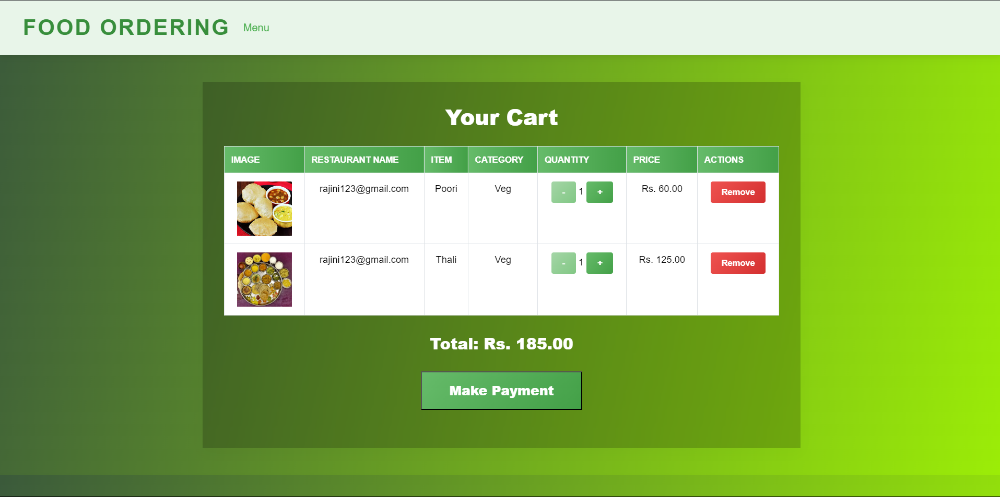 FOOD ORDERING Menu
Your Cart
IMAGE RESTAURANT NAME ITEM CATEGORY QUANTITY PRICE ACTIONS
rajini123@gmail.com Poori Veg - 1 + Rs. 60.00 Remove
rajini123@gmail.com Thali Veg - 1 + Rs. 125.00 Remove
Total: Rs. 185.00
Make Payment